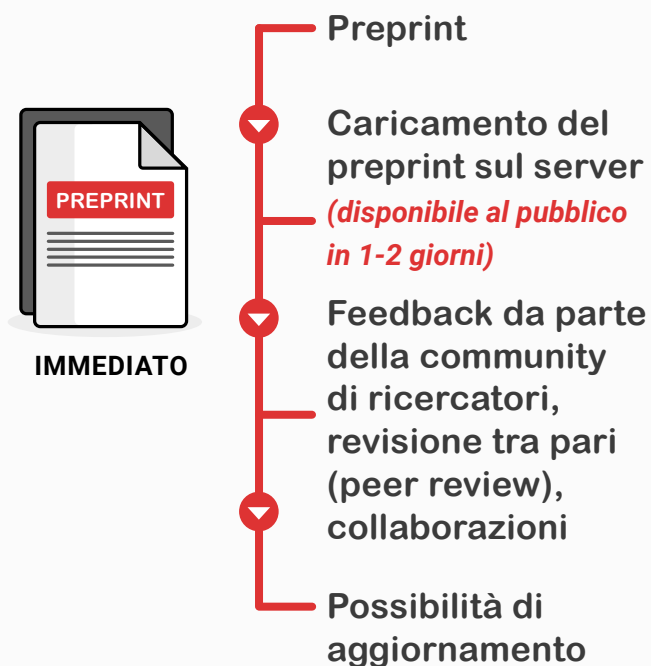 Preprint
Caricamento del
preprint sul server
(disponibile al pubblico
in 1-2 giorni)
PREPRINT
IMMEDIATO
Feedback da parte
della community
di ricercatori,
revisione tra pari
(peer review),
collaborazioni
Possibilità di
aggiornamento